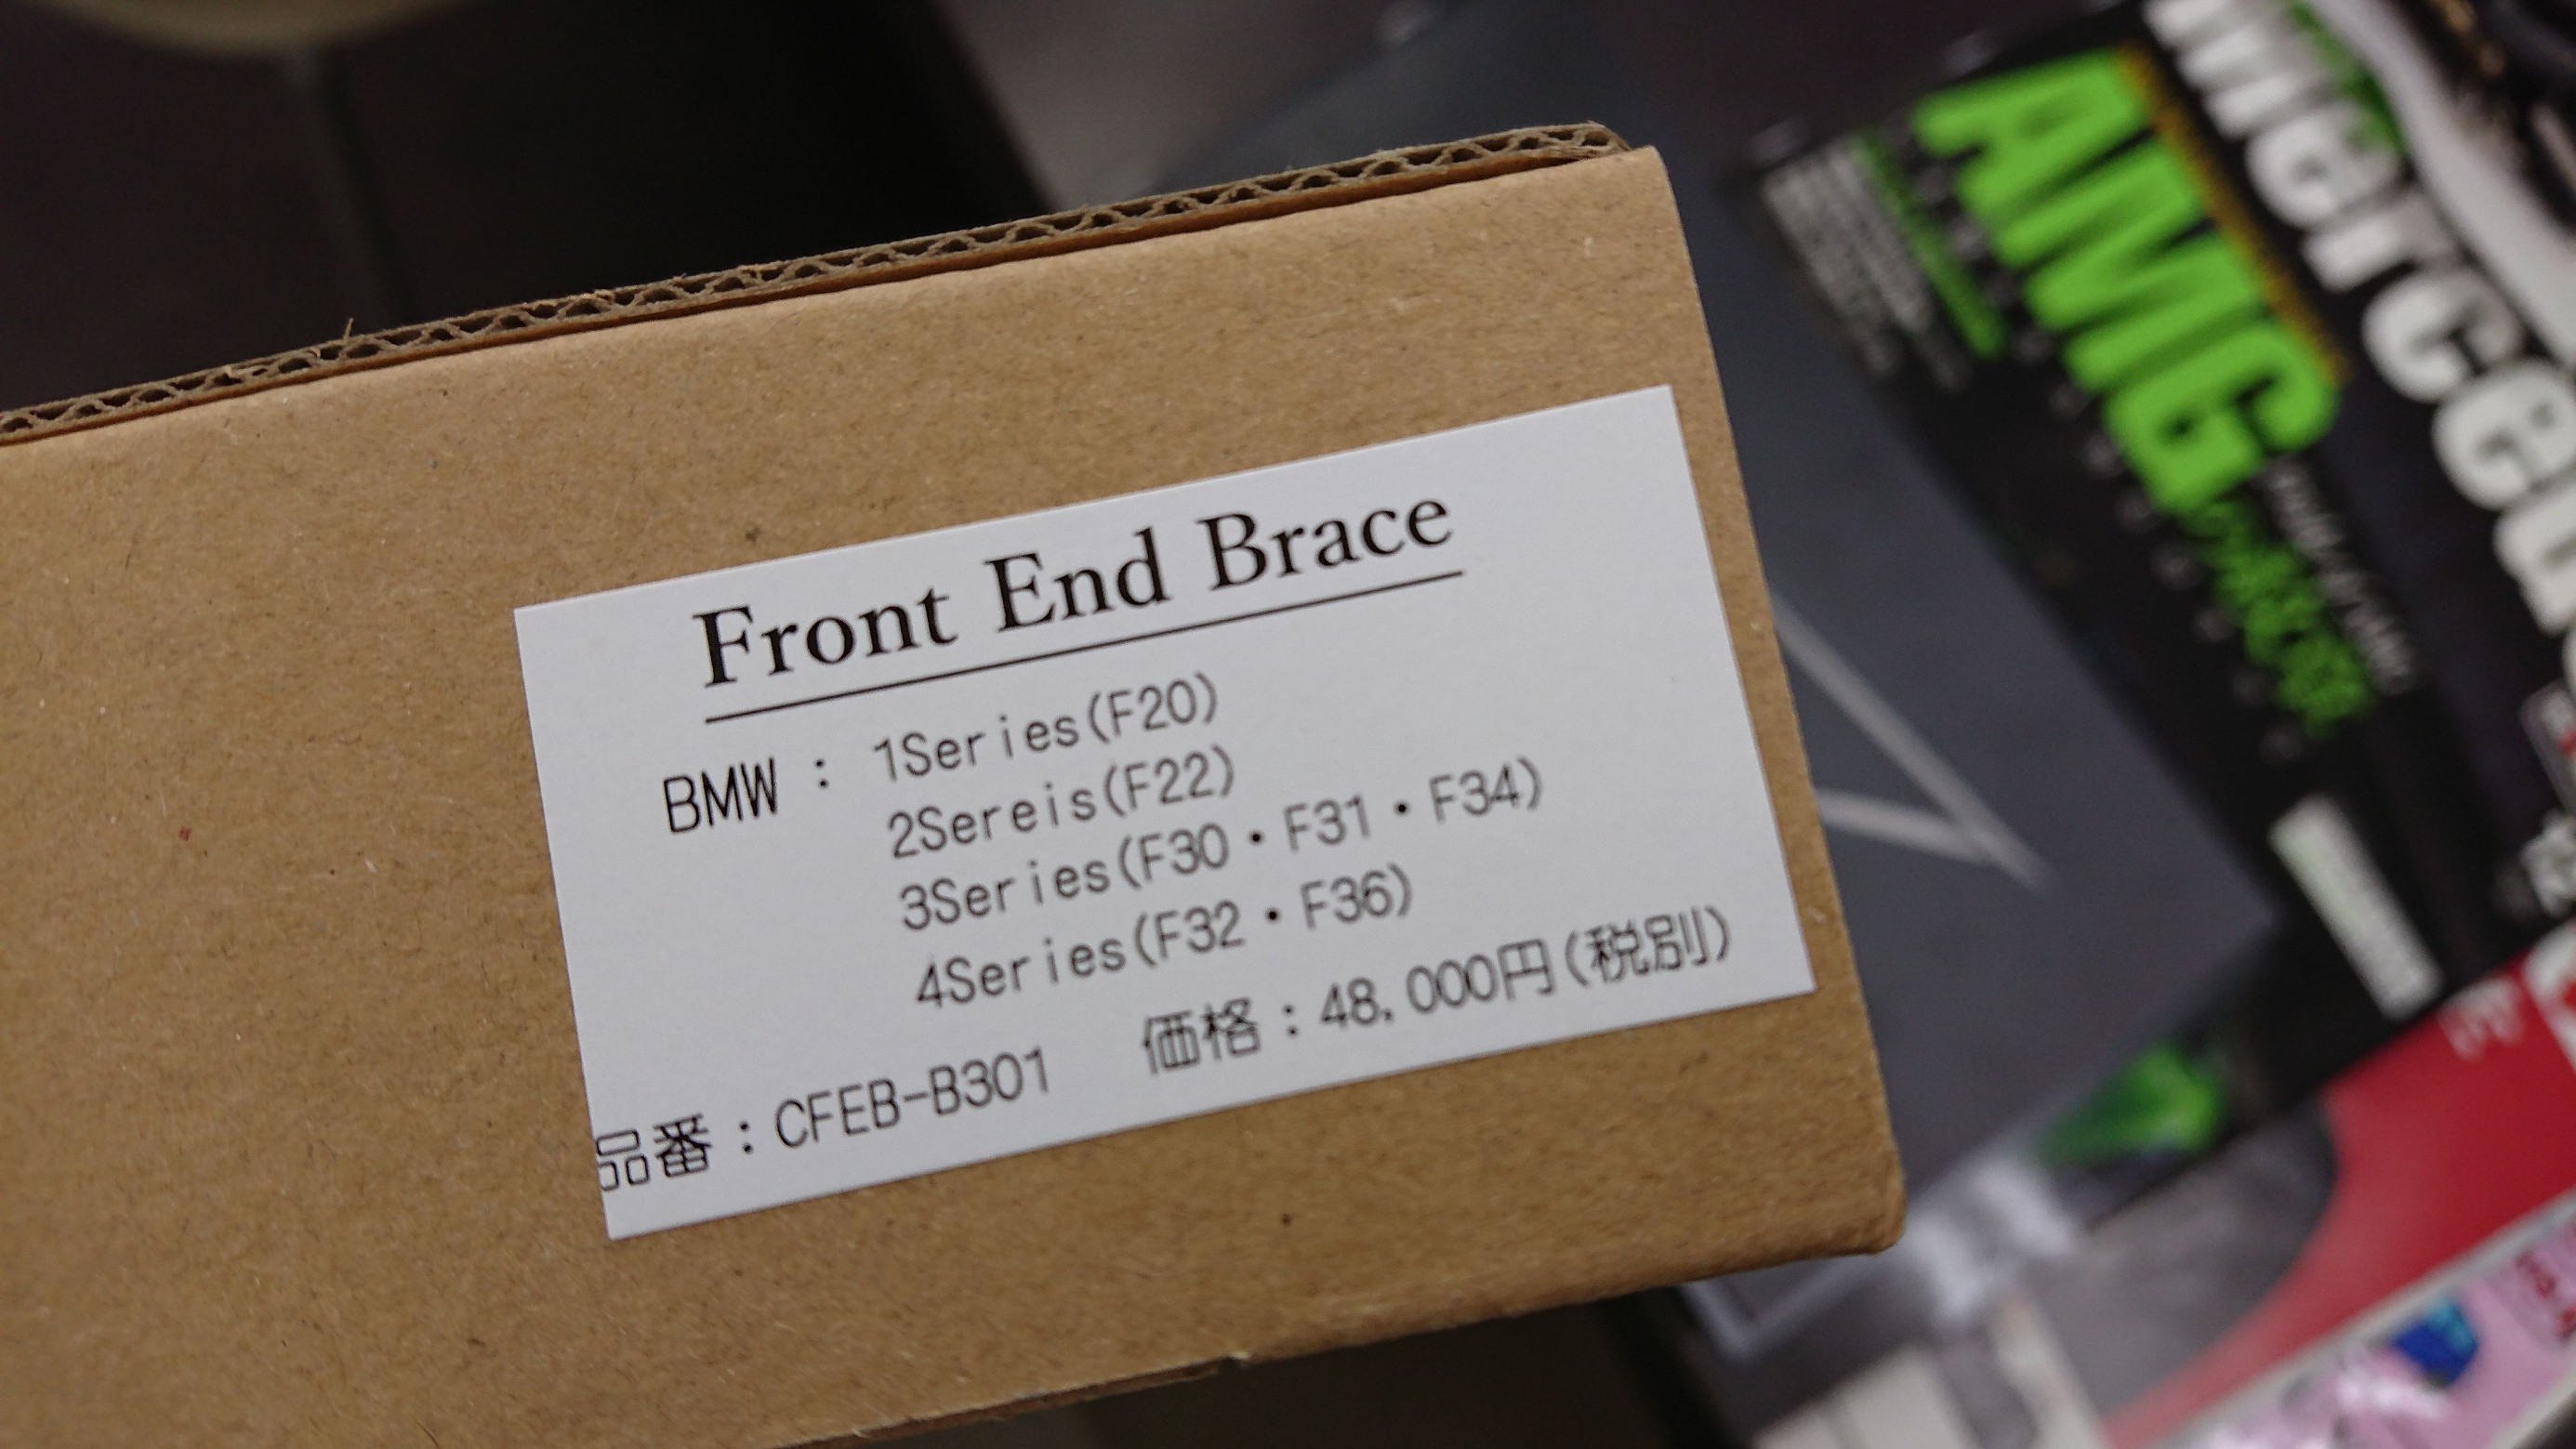 Front End Brace
BMW : 1Series(F20)
2Sereis(F22)
3Series(F30・F31・F34)
4Series(F32・F36)
品番:CFEB-B301 価格:48,000円(税別)
AMG